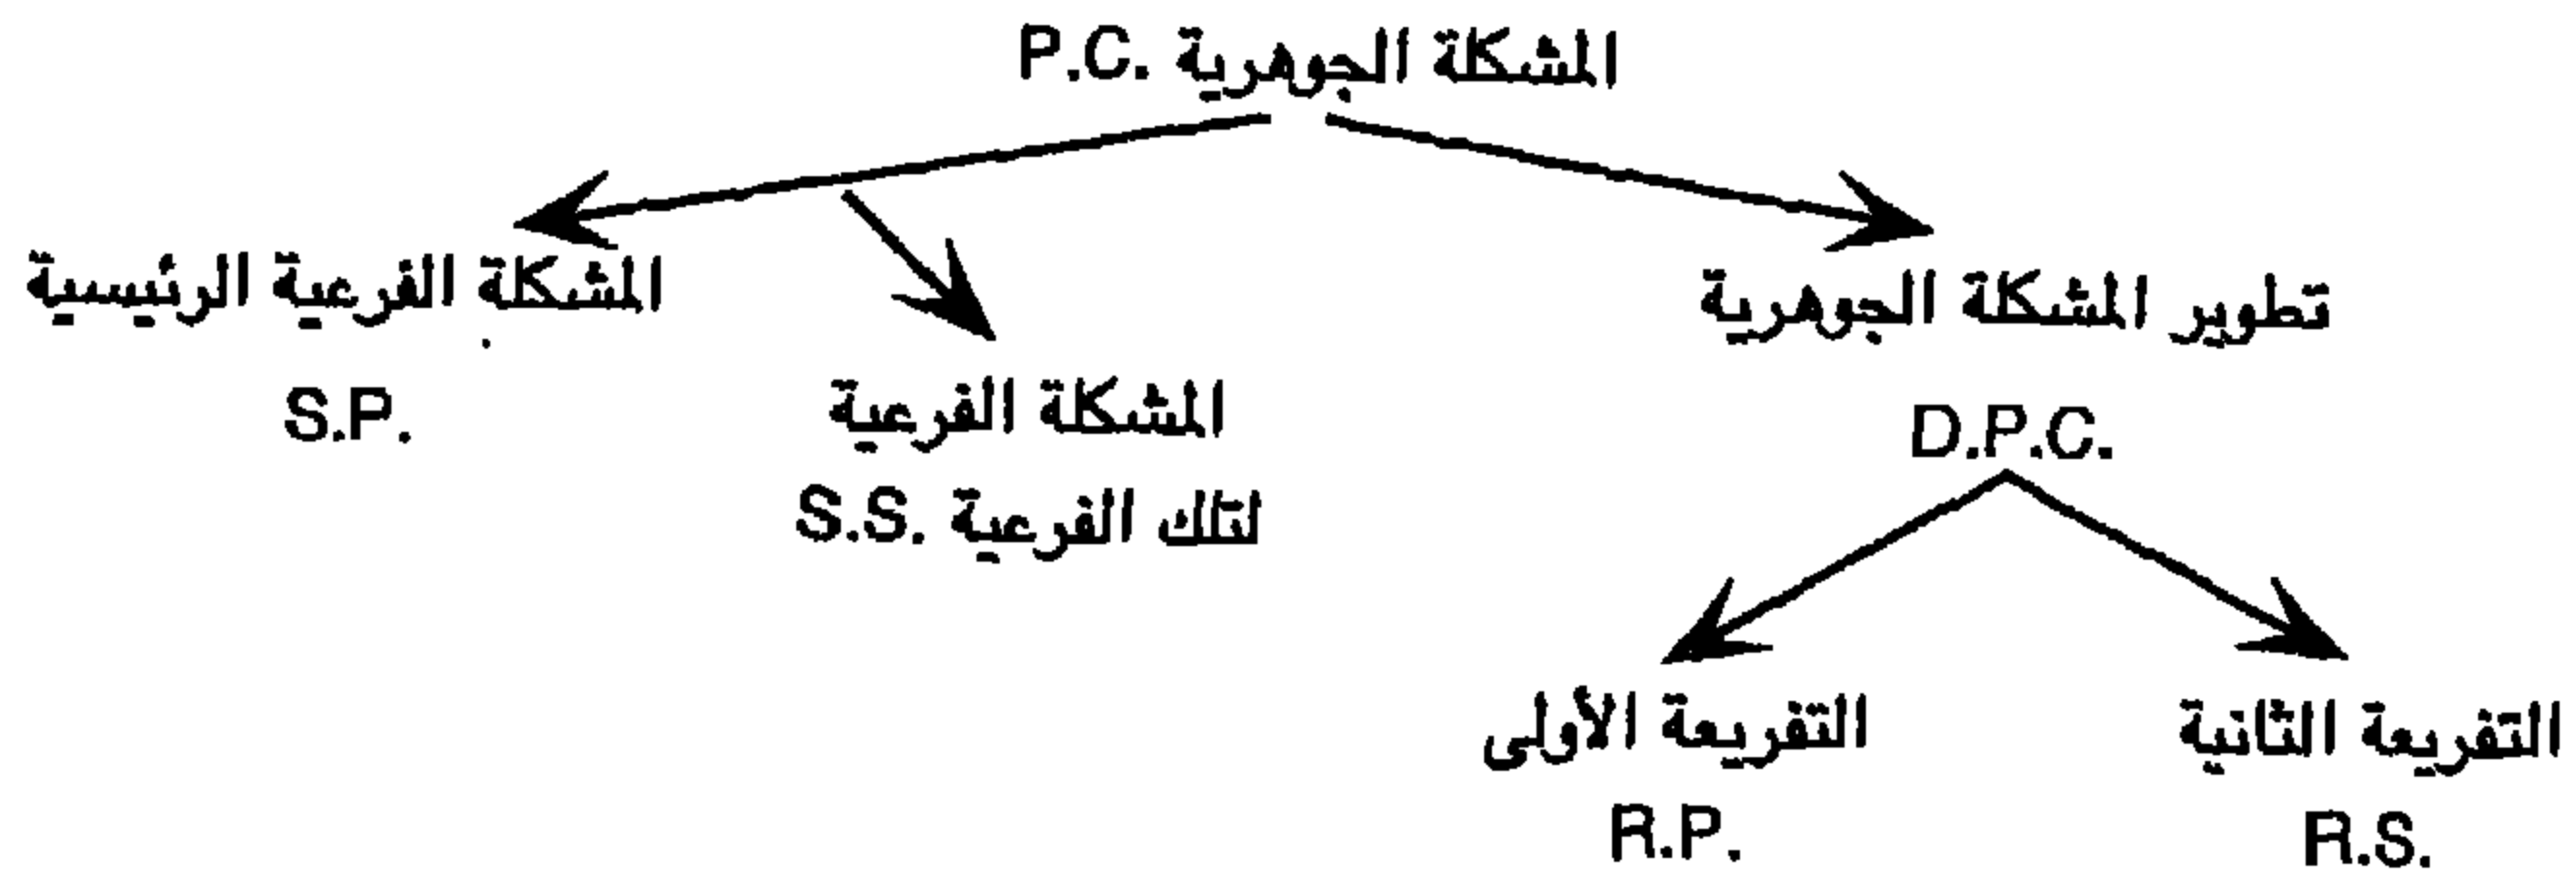 المشكلة الجوهرية P.C.
تطوير المشكلة الجوهرية
D.P.C.
المشكلة الفرعية الرئيسية
S.P.
المشكلة الفرعية
لتلك الفرعية S.S.
التفريعة الثانية
R.S.
التفريعة الأولى
R.P.